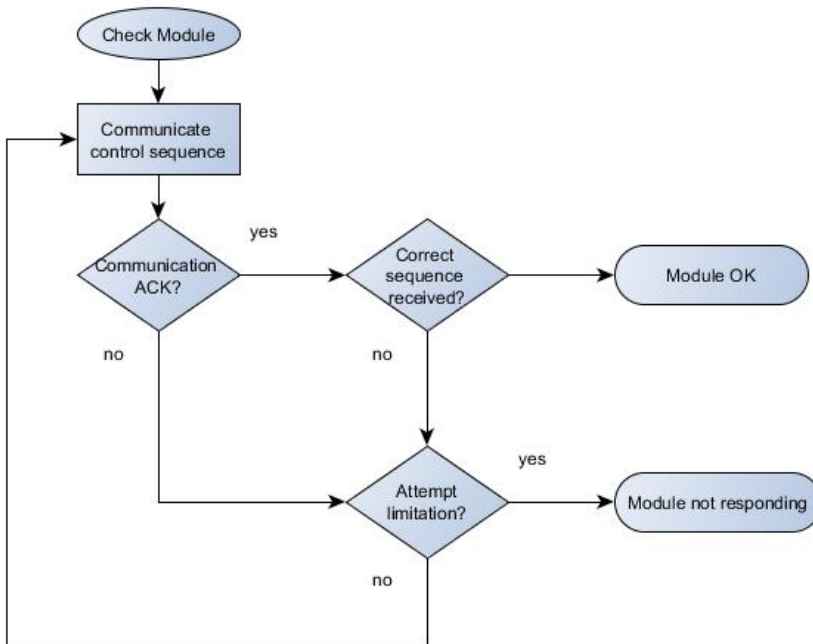 Check Module
Communicate
control sequence
yes
Communication
ACK?
Correct
sequence
received?
Module OK
no
no
yes
Attempt
limitation?
Module not responding
no